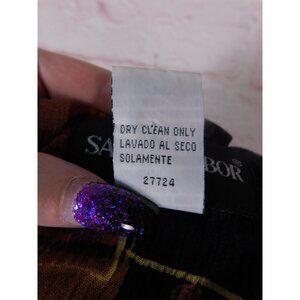 DRY CLEAN ONLY
LAVADO AL SECO
SOLAMENTE
27724